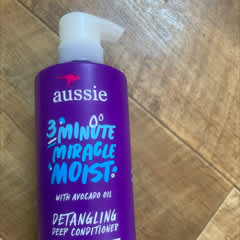 aussie
3 MINUTE
MIRACLE
MOIST
WITH AVOCADO OIL
DETANGLING
DEEP CONDITIONER